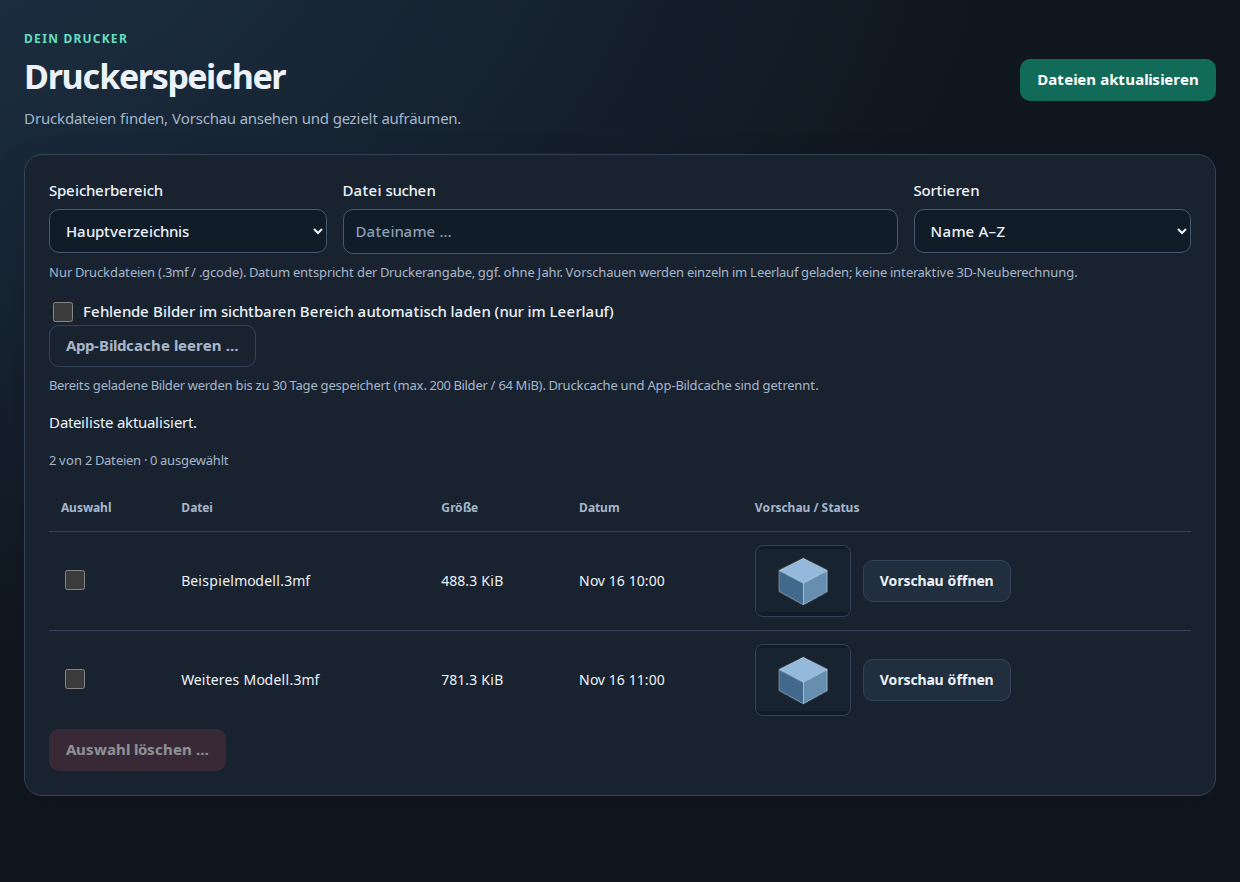 DEIN DRUCKER
Druckerspeicher
Dateien aktualisieren
Druckdateien finden, Vorschau ansehen und gezielt aufräumen.
Speicherbereich
Datei suchen
Sortieren
Hauptverzeichnis
Dateiname …
Name A–Z
Nur Druckdateien (.3mf / .gcode). Datum entspricht der Druckerangabe, ggf. ohne Jahr. Vorschauen werden einzeln im Leerlauf geladen; keine interaktive 3D-Neuberechnung.
Fehlende Bilder im sichtbaren Bereich automatisch laden (nur im Leerlauf)
App-Bildcache leeren …
Bereits geladene Bilder werden bis zu 30 Tage gespeichert (max. 200 Bilder / 64 MiB). Druckcache und App-Bildcache sind getrennt.
Dateiliste aktualisiert.
2 von 2 Dateien · 0 ausgewählt
Auswahl Datei Größe Datum Vorschau / Status
Beispielmodell.3mf 488.3 KiB Nov 16 10:00 Vorschau öffnen
Weiteres Modell.3mf 781.3 KiB Nov 16 11:00 Vorschau öffnen
Auswahl löschen …